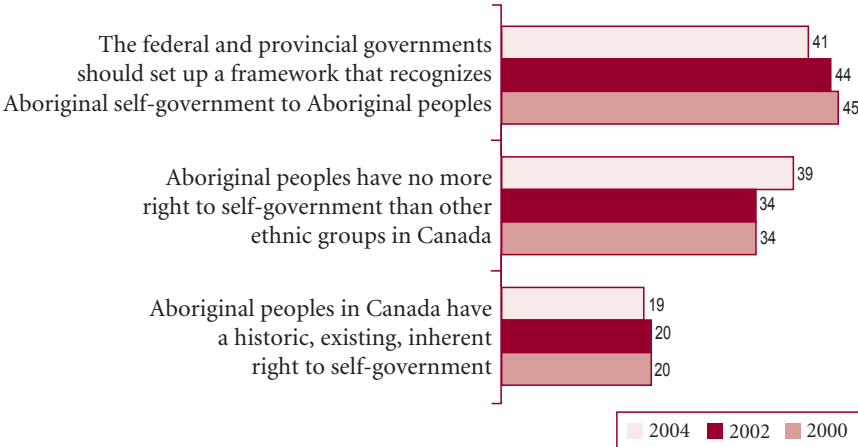 The federal and provincial governments
should set up a framework that recognizes
Aboriginal self-government to Aboriginal peoples
41
44
45
Aboriginal peoples have no more
right to self-government than other
ethnic groups in Canada
39
34
34
Aboriginal peoples in Canada have
a historic, existing, inherent
right to self-government
19
20
20
2004 2002 2000